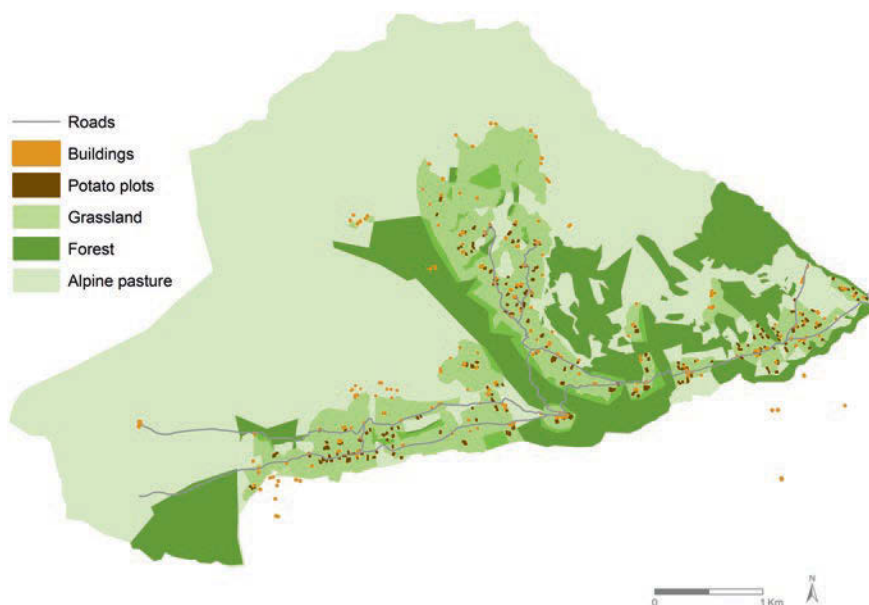 Roads
Buildings
Potato plots
Grassland
Forest
Alpine pasture
N
0 1 Km